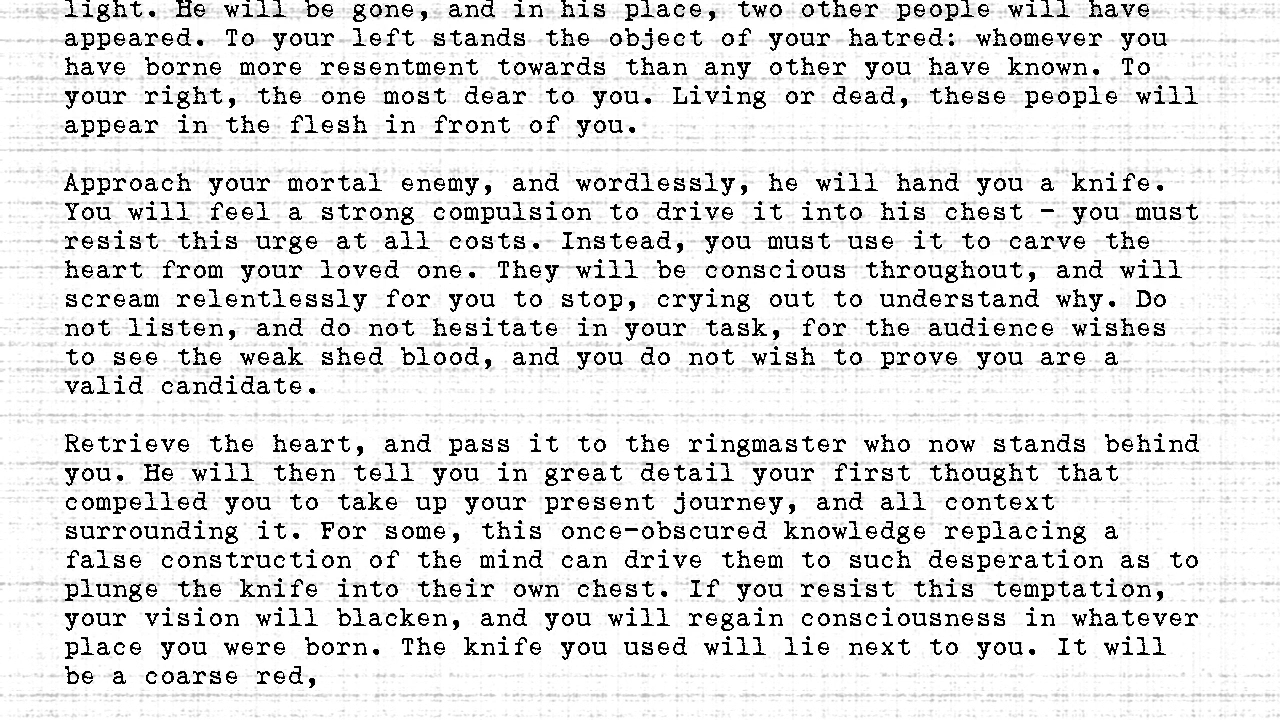 light. He will be gone, and in his place, two other people will have
appeared. To your left stands the object of your hatred: whomever you
have borne more resentment towards than any other you have known. To
your right, the one most dear to you. Living or dead, these people will
appear in the flesh in front of you.
Approach your mortal enemy, and wordlessly, he will hand you a knife.
You will feel a strong compulsion to drive it into his chest - you must
resist this urge at all costs. Instead, you must use it to carve the
heart from your loved one. They will be conscious throughout, and will
scream relentlessly for you to stop, crying out to understand why. Do
not listen, and do not hesitate in your task, for the audience wishes
to see the weak shed blood, and you do not wish to prove you are a
valid candidate.
Retrieve the heart, and pass it to the ringmaster who now stands behind
you. He will then tell you in great detail your first thought that
compelled you to take up your present journey, and all context
surrounding it. For some, this once-obscured knowledge replacing a
false construction of the mind can drive them to such desperation as to
plunge the knife into their own chest. If you resist this temptation,
your vision will blacken, and you will regain consciousness in whatever
place you were born. The knife you used will lie next to you. It will
be a coarse red,